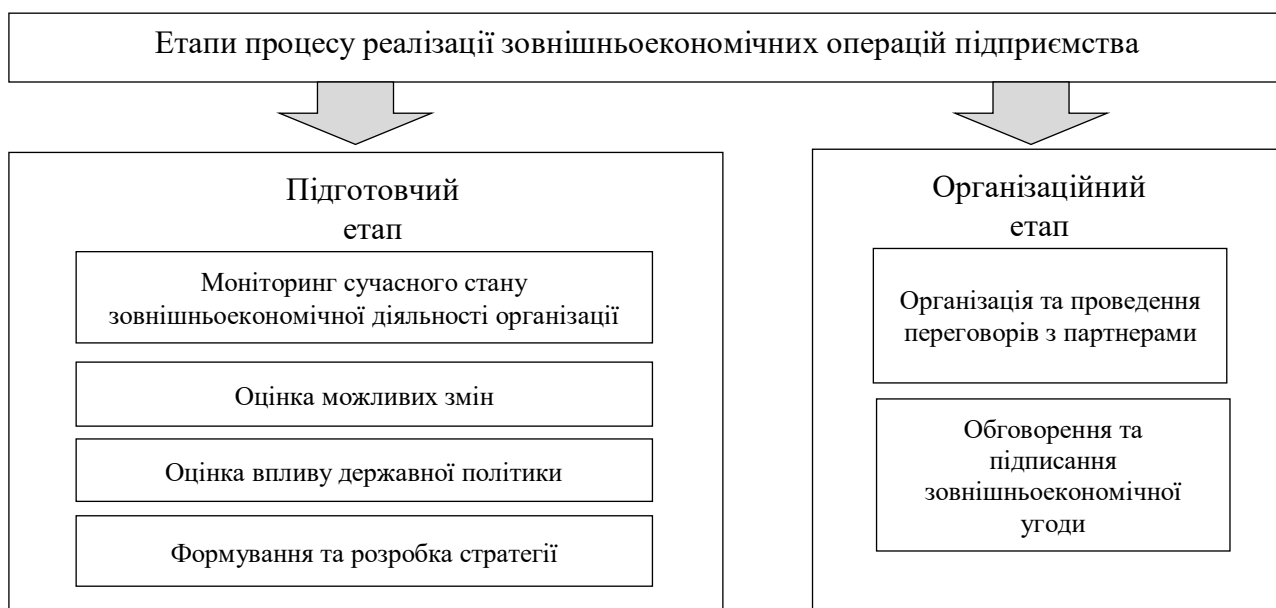 Етапи процесу реалізації зовнішньоекономічних операцій підприємства
Підготовчий
етап
Моніторинг сучасного стану
зовнішньоекономічної діяльності організації
Оцінка можливих змін
Оцінка впливу державної політики
Формування та розробка стратегії
Організаційний
етап
Організація та проведення
переговорів з партнерами
Обговорення та
підписання
зовнішньоекономічної
угоди